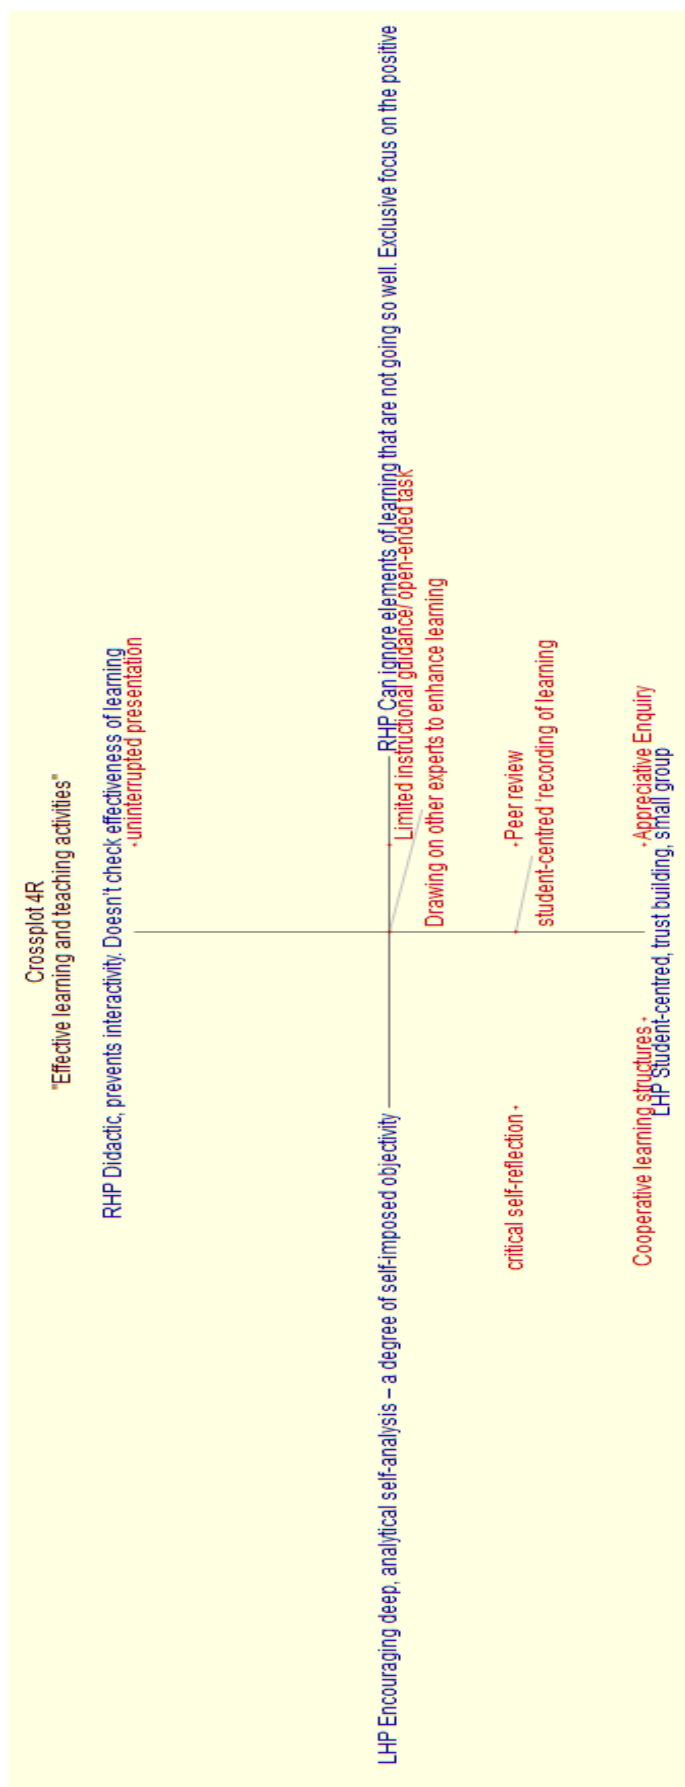 Crossplot 4R
"Effective learning and teaching activities"
RHP Didactic, prevents interactivity. Doesn't check effectiveness of learning
uninterrupted presentation
LHP Encouraging deep, analytical self-analysis – a degree of self-imposed objectivity
RHP Can ignore elements of learning that are not going so well. Exclusive focus on the positive
Limited instructional guidance/ open-ended task
Drawing on other experts to enhance learning
critical self-reflection
Peer review
student-centred 'recording of learning
Cooperative learning structures
Appreciative Enquiry
LHP Student-centred, trust building, small group